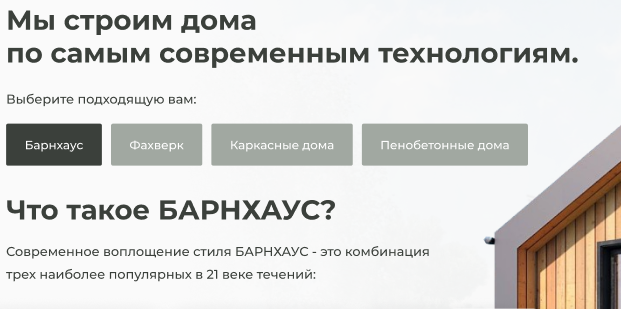 Мы строим дома
по самым современным технологиям.
Выберите подходящую вам:
Барнхаус Фахверк Каркасные дома Пенобетонные дома
Что такое БАРНХАУС?
Современное воплощение стиля БАРНХАУС - это комбинация
трех наиболее популярных в 21 веке течений: